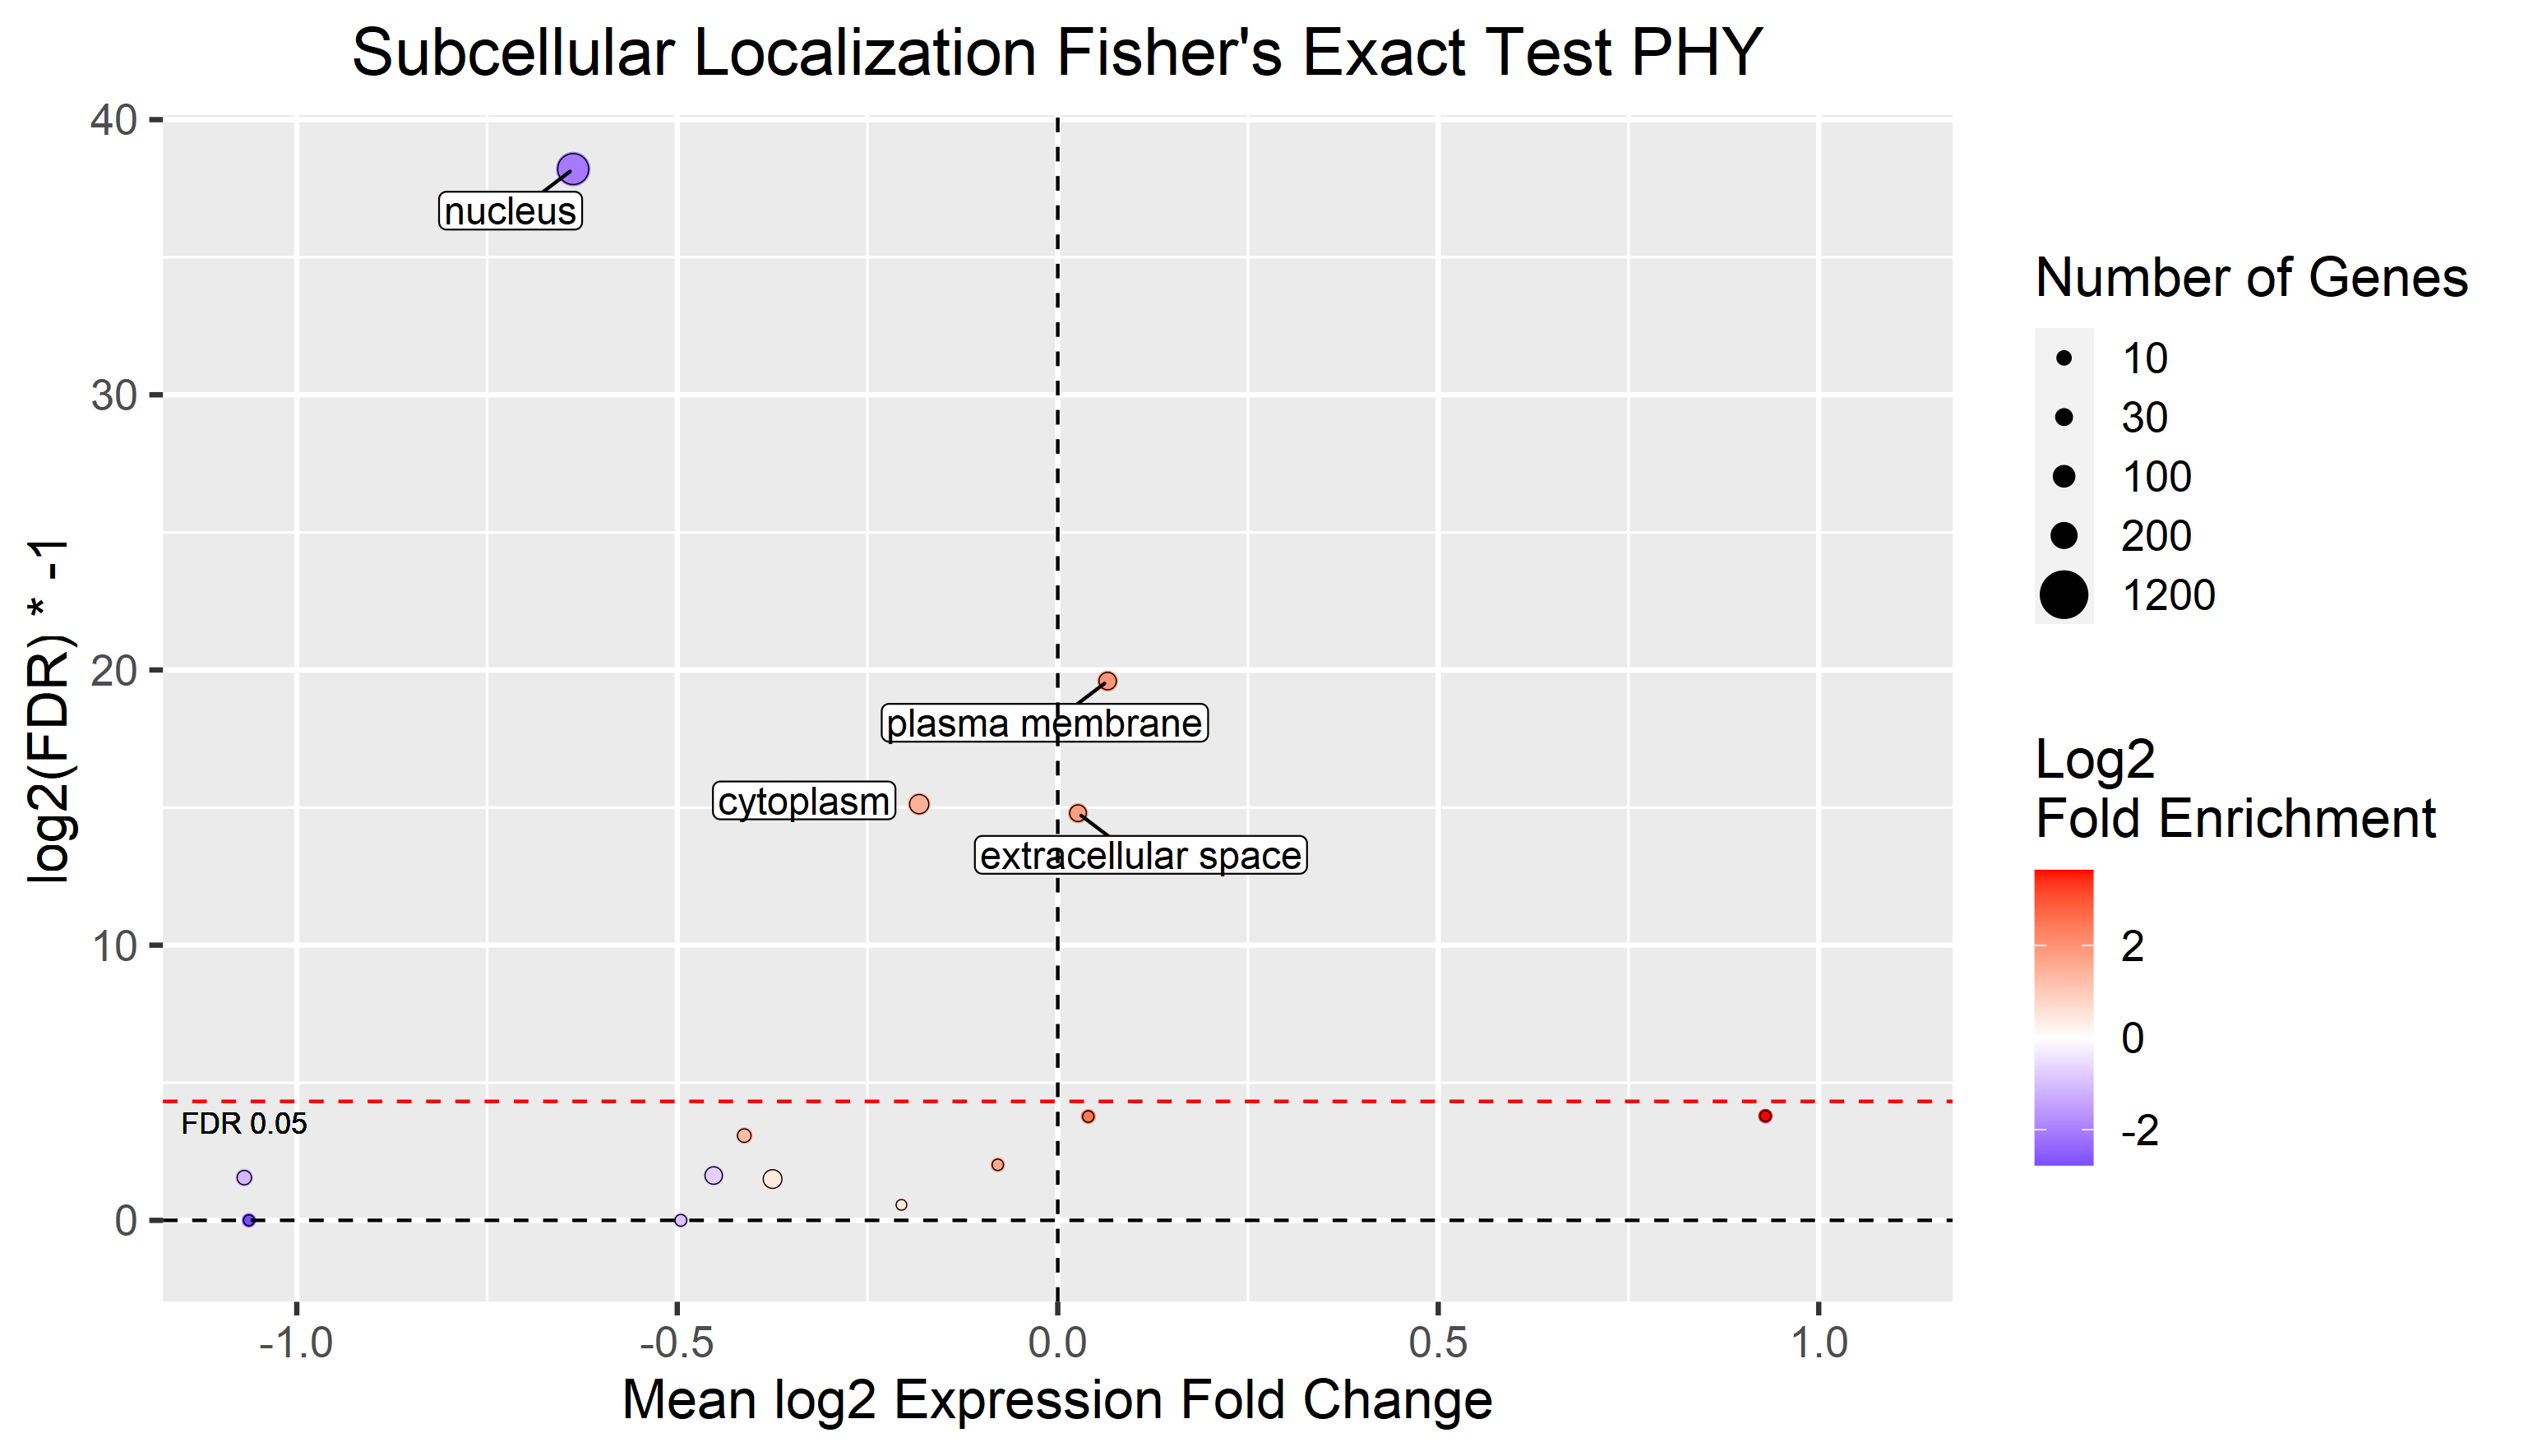 Subcellular Localization Fisher's Exact Test PHY
40
30
20
10
0
log2(FDR) * -1
nucleus
plasma membrane
cytoplasm
extracellular space
FDR 0.05
-1.0
-0.5
0.0
0.5
1.0
Mean log2 Expression Fold Change
Number of Genes
10
30
100
200
1200
Log2
Fold Enrichment
2
0
-2